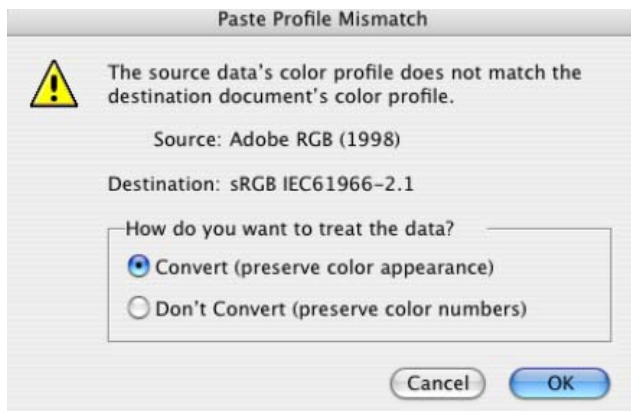 Paste Profile Mismatch
The source data's color profile does not match the
destination document's color profile.
Source: Adobe RGB (1998)
Destination: sRGB IEC61966-2.1
How do you want to treat the data?
Convert (preserve color appearance)
Don't Convert (preserve color numbers)
Cancel
OK